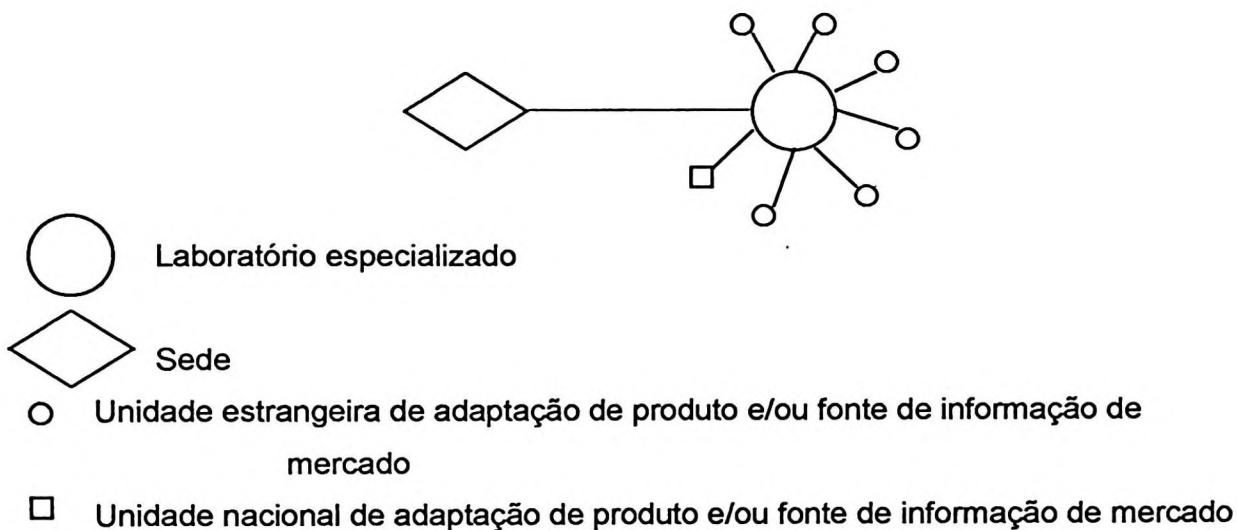 Laboratório especializado
Sede
Unidade estrangeira de adaptação de produto e/ou fonte de informação de
mercado
Unidade nacional de adaptação de produto e/ou fonte de informação de mercado